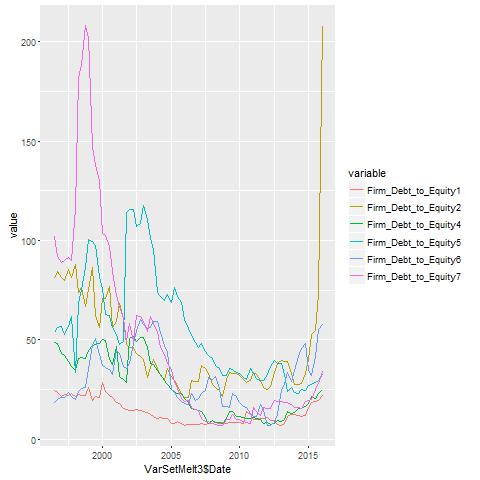 200
150
100
50
0
value
2000
2005
2010
2015
VarSetMelt3$Date
variable
Firm_Debt_to_Equity1
Firm_Debt_to_Equity2
Firm_Debt_to_Equity4
Firm_Debt_to_Equity5
Firm_Debt_to_Equity6
Firm_Debt_to_Equity7